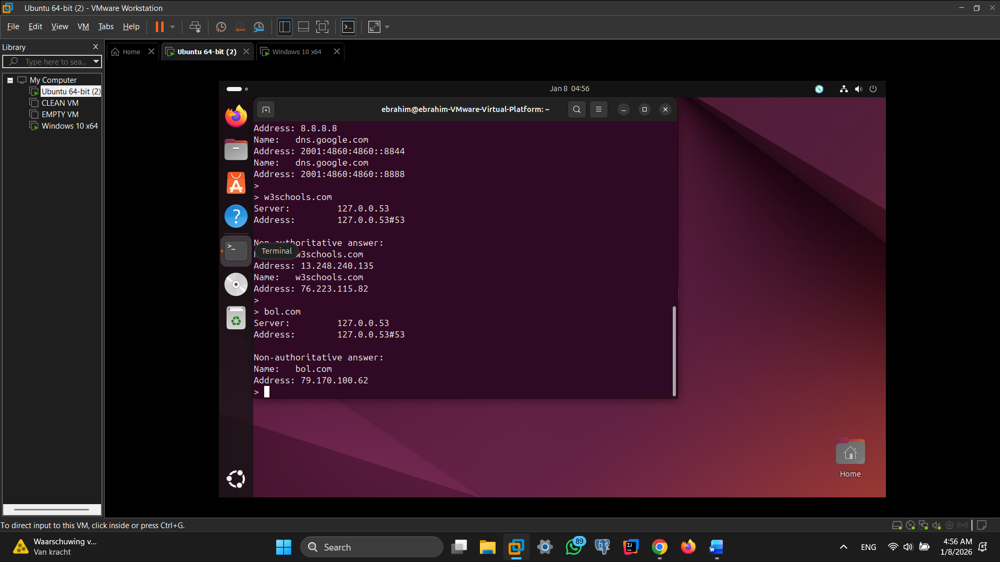 Ubuntu 64-bit (2) - VMware Workstation
File Edit View VM Tabs Help
Library
Type here to sea...
My Computer
Ubuntu 64-bit (2)
CLEAN VM
EMPTY VM
Windows 10 x64
Home
Ubuntu 64-bit (2)
Windows 10 x64
Jan 8 04:56
ebrahim@ebrahim-VMware-Virtual-Platform: ~
Address: 8.8.8.8
Name: dns.google.com
Address: 2001:4860:4860::8844
Name: dns.google.com
Address: 2001:4860:4860::8888
>
> w3schools.com
Server: 127.0.0.53
Address: 127.0.0.53#53
Non-authoritative answer:
w3schools.com
Address: 13.248.240.135
Name: w3schools.com
Address: 76.223.115.82
>
> bol.com
Server: 127.0.0.53
Address: 127.0.0.53#53
Non-authoritative answer:
Name: bol.com
Address: 79.170.100.62
>
Terminal
Home
To direct input to this VM, click inside or press Ctrl+G.
Waarschuwing v...
Van kracht
Search
89
ENG
4:56 AM
1/8/2026